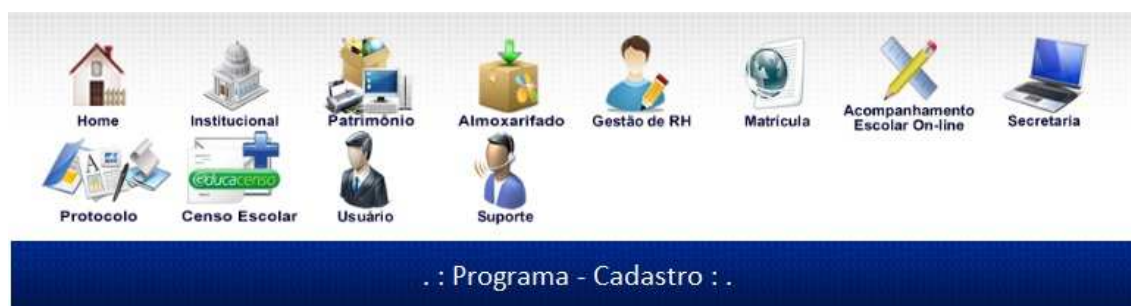 Home Institucional Patrimônio Almoxarifado Gestão de RH Matrícula Acompanhamento Escolar On-line Secretaria
educacenso
Protocolo Censo Escolar Usuário Suporte
. : Programa - Cadastro : .